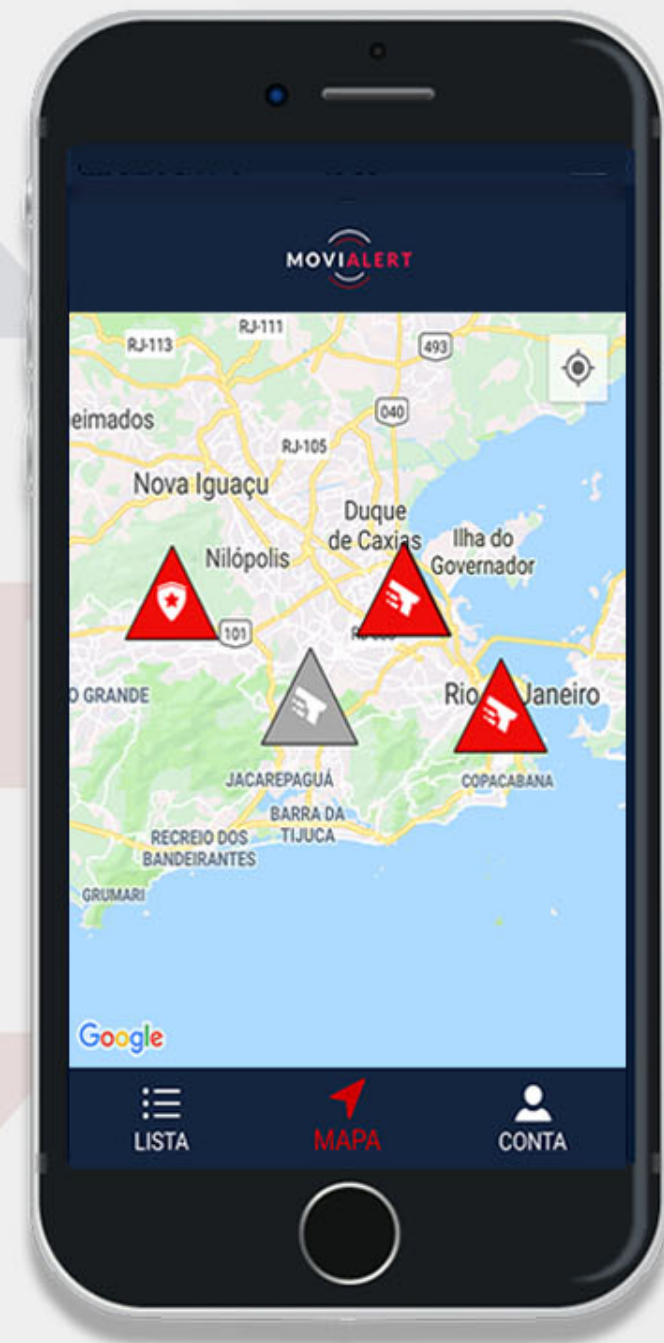 MOVIALERT
RJ-111
RJ-113
493
eimados
040
RJ-105
Nova Iguaçu
Duque
de Caxias
Ilha do
Governador
Nilópolis
101
O GRANDE
Rio
Janeiro
JACAREPAGUÁ
COPACABANA
BARRA DA
TIJUCA
RECREIO DOS
BANDEIRANTES
GRUMARI
Google
LISTA
MAPA
CONTA